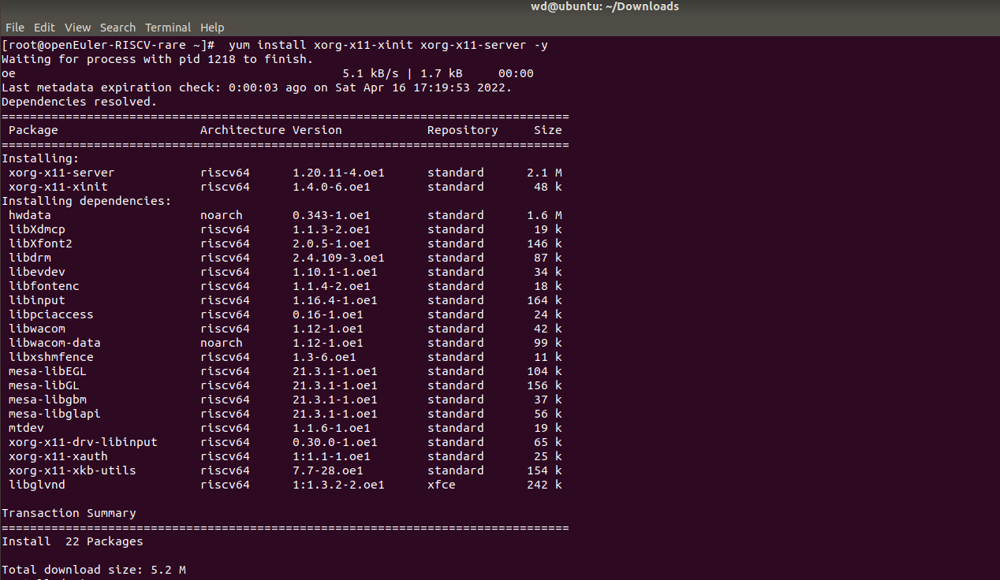 wd@ubuntu: ~/Downloads
File Edit View Search Terminal Help
[root@openEuler-RISCV-rare ~]#  yum install xorg-x11-xinit xorg-x11-server -y
Waiting for process with pid 1218 to finish.
oe                                              5.1 kB/s | 1.7 kB     00:00
Last metadata expiration check: 0:00:03 ago on Sat Apr 16 17:19:53 2022.
Dependencies resolved.
================================================================================
 Package                    Architecture Version            Repository     Size
================================================================================
Installing:
 xorg-x11-server            riscv64      1.20.11-4.oe1      standard      2.1 M
 xorg-x11-xinit             riscv64      1.4.0-6.oe1        standard       48 k
Installing dependencies:
 hwdata                     noarch       0.343-1.oe1        standard      1.6 M
 libXdmcp                   riscv64      1.1.3-2.oe1        standard       19 k
 libXfont2                  riscv64      2.0.5-1.oe1        standard      146 k
 libdrm                     riscv64      2.4.109-3.oe1      standard       87 k
 libevdev                   riscv64      1.10.1-1.oe1       standard       34 k
 libfontenc                 riscv64      1.1.4-2.oe1        standard       18 k
 libinput                   riscv64      1.16.4-1.oe1       standard      164 k
 libpciaccess               riscv64      0.16-1.oe1         standard       24 k
 libwacom                   riscv64      1.12-1.oe1         standard       42 k
 libwacom-data              noarch       1.12-1.oe1         standard       99 k
 libxshmfence               riscv64      1.3-6.oe1          standard       11 k
 mesa-libEGL                riscv64      21.3.1-1.oe1       standard      104 k
 mesa-libGL                 riscv64      21.3.1-1.oe1       standard      156 k
 mesa-libgbm                riscv64      21.3.1-1.oe1       standard       37 k
 mesa-libglapi              riscv64      21.3.1-1.oe1       standard       56 k
 mtdev                      riscv64      1.1.6-1.oe1        standard       19 k
 xorg-x11-drv-libinput      riscv64      0.30.0-1.oe1       standard       65 k
 xorg-x11-xauth             riscv64      1:1.1-1.oe1        standard       25 k
 xorg-x11-xkb-utils         riscv64      7.7-28.oe1         standard      154 k
 libglvnd                   riscv64      1:1.3.2-2.oe1      xfce          242 k
Transaction Summary
================================================================================
Install  22 Packages
Total download size: 5.2 M